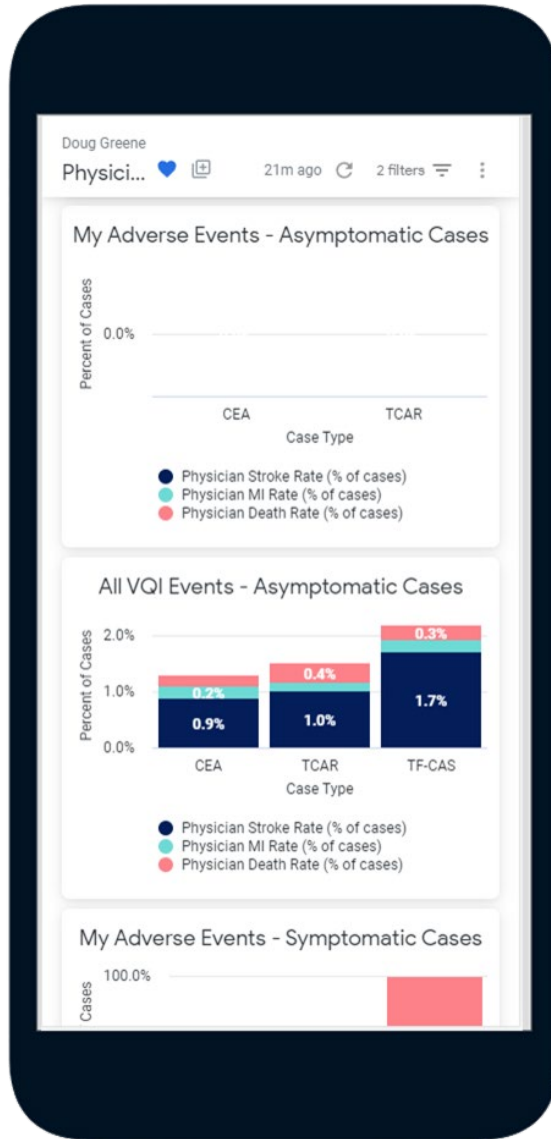 Doug Greene
Physici... 21m ago 2 filters
My Adverse Events - Asymptomatic Cases
Percent of Cases
0.0%
CEA TCAR
Case Type
Physician Stroke Rate (% of cases)
Physician MI Rate (% of cases)
Physician Death Rate (% of cases)
All VQI Events - Asymptomatic Cases
Percent of Cases
2.0%
1.0%
0.0%
0.2% 0.4% 0.3%
0.9% 1.0% 1.7%
CEA TCAR TF-CAS
Case Type
Physician Stroke Rate (% of cases)
Physician MI Rate (% of cases)
Physician Death Rate (% of cases)
My Adverse Events - Symptomatic Cases
100.0%
Cases